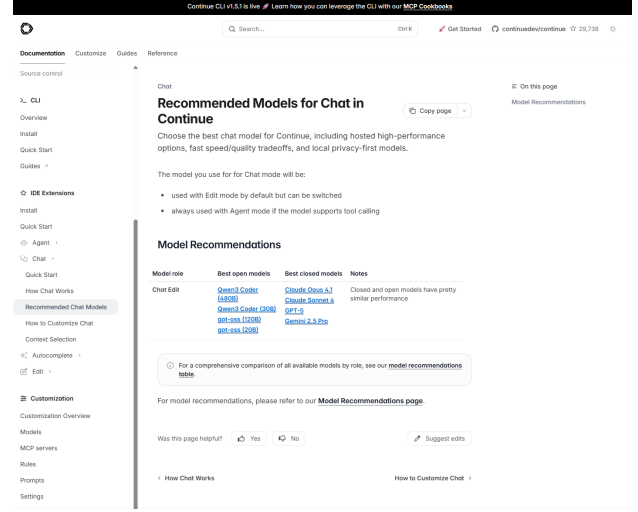 Continue CLI v1.5.1 is live 🚀 Learn how you can leverage the CLI with our MCP Cookbooks
Search...
Ctrl K
🚀 Get Started
continuedev/continue ☆ 29,738
Documentation
Customize
Guides
Reference
Source control
>_ CLI
Overview
Install
Quick Start
Guides ↗
IDE Extensions
Install
Quick Start
Agent
Chat
Quick Start
How Chat Works
Recommended Chat Models
How to Customize Chat
Context Selection
Autocomplete
Edit
Customization
Customization Overview
Models
MCP servers
Rules
Prompts
Settings
Chat
Recommended Models for Chat in
Continue
Copy page
Choose the best chat model for Continue, including hosted high-performance
options, fast speed/quality tradeoffs, and local privacy-first models.
The model you use for for Chat mode will be:
• used with Edit mode by default but can be switched
• always used with Agent mode if the model supports tool calling
Model Recommendations
Model role Best open models Best closed models Notes
Chat Edit
Qwen3 Coder
(480B)
Qwen3 Coder (30B)
gpt-oss (120B)
gpt-oss (20B)
Claude Opus 4.1
Claude Sonnet 4
GPT-5
Gemini 2.5 Pro
Closed and open models have pretty
similar performance
For a comprehensive comparison of all available models by role, see our model recommendations
table.
For model recommendations, please refer to our Model Recommendations page.
Was this page helpful?
Yes
No
Suggest edits
‹ How Chat Works
How to Customize Chat ›
On this page
Model Recommendations